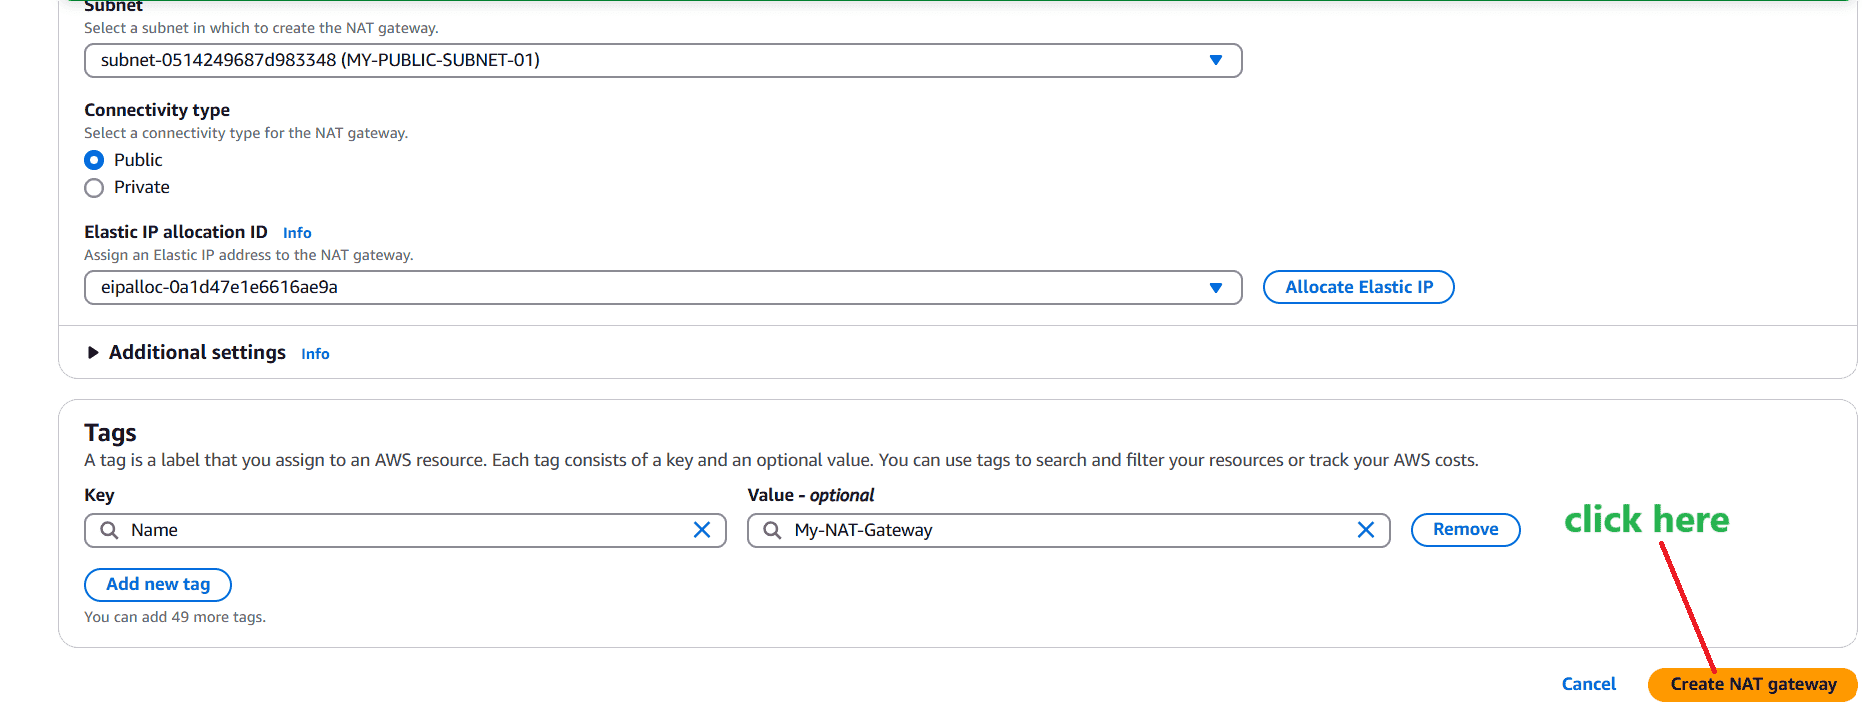 Subnet
Select a subnet in which to create the NAT gateway.
subnet-0514249687d983348 (MY-PUBLIC-SUBNET-01)
Connectivity type
Select a connectivity type for the NAT gateway.
Public
Private
Elastic IP allocation ID Info
Assign an Elastic IP address to the NAT gateway.
eipalloc-0a1d47e1e6616ae9a
Allocate Elastic IP
Additional settings Info
Tags
A tag is a label that you assign to an AWS resource. Each tag consists of a key and an optional value. You can use tags to search and filter your resources or track your AWS costs.
Key
Value - optional
Name
My-NAT-Gateway
Remove
click here
Add new tag
You can add 49 more tags.
Cancel
Create NAT gateway